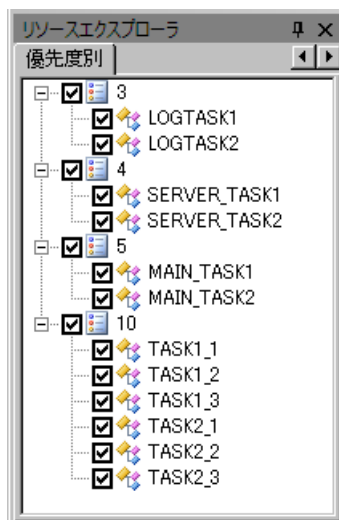 リソースエクスプローラ
優先度別
3
LOGTASK1
LOGTASK2
4
SERVER_TASK1
SERVER_TASK2
5
MAIN_TASK1
MAIN_TASK2
10
TASK1_1
TASK1_2
TASK1_3
TASK2_1
TASK2_2
TASK2_3